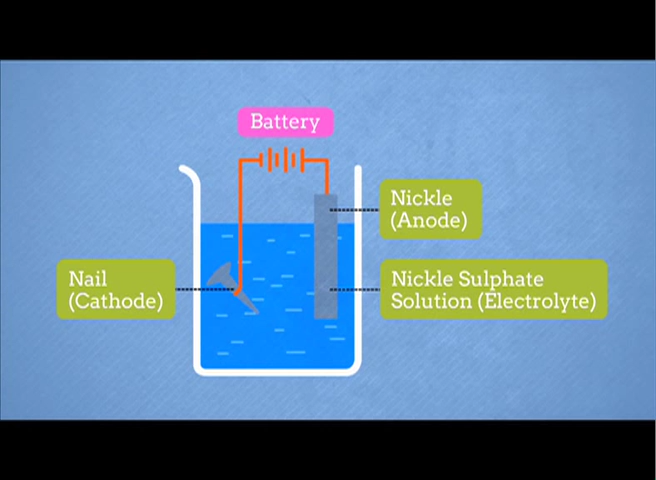 Battery
Nickle
(Anode)
Nail
(Cathode)
Nickle Sulphate
Solution (Electrolyte)